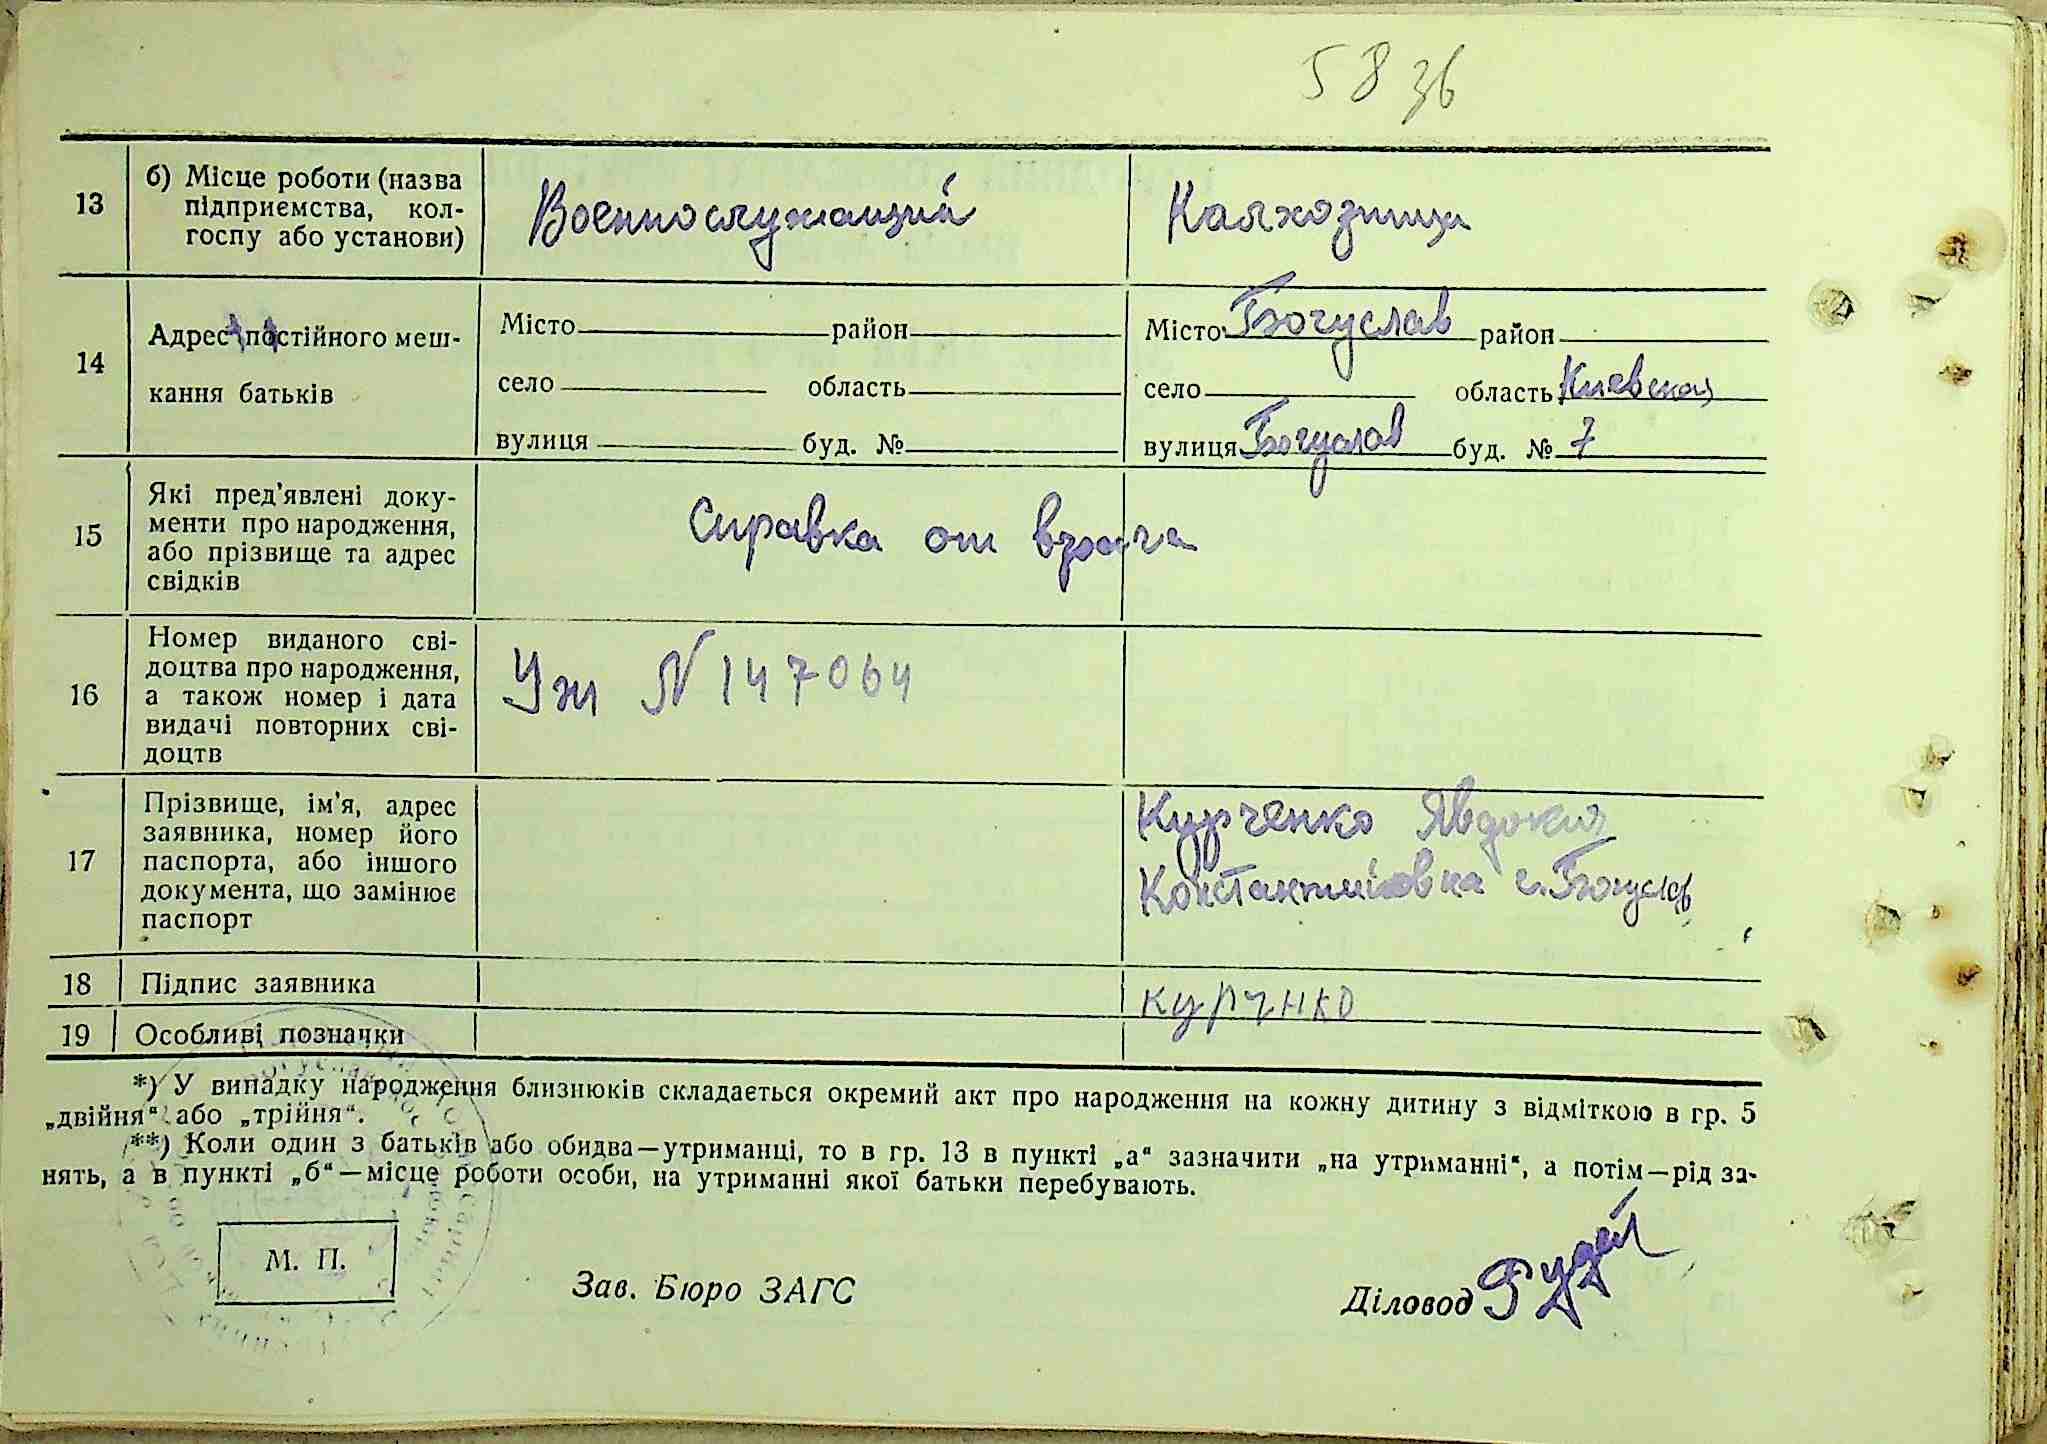 58 зв
13
б) Місце роботи (назва
підприємства, кол-
госпу або установи)
Военнослужащий
Калхозница
14
Адрес постійного меш-
кання батьків
Місто район
село область
вулиця буд. №
Місто Богуслав район
село область Киевская
вулиця Богуслав буд. № 7
15
Які пред'явлені доку-
менти про народження,
або прізвище та адрес
свідків
Справка от врача
16
Номер виданого сві-
доцтва про народження,
а також номер і дата
видачі повторних сві-
доцтв
Уж N 147064
17
Прізвище, ім'я, адрес
заявника, номер його
паспорта, або іншого
документа, що замінює
паспорт
Курченко Явдокия
Константиновна г. Богуслав
18
Підпис заявника
курчнко
19
Особливі позначки
*) У випадку народження близнюків складається окремий акт про народження на кожну дитину з відміткою в гр. 5
„двійня“ або „трійня“.
**) Коли один з батьків або обидва—утриманці, то в гр. 13 в пункті „а“ зазначити „на утриманні“, а потім—рід за-
нять, а в пункті „б“—місце роботи особи, на утриманні якої батьки перебувають.
М. П.
Зав. Бюро ЗАГС
Діловод